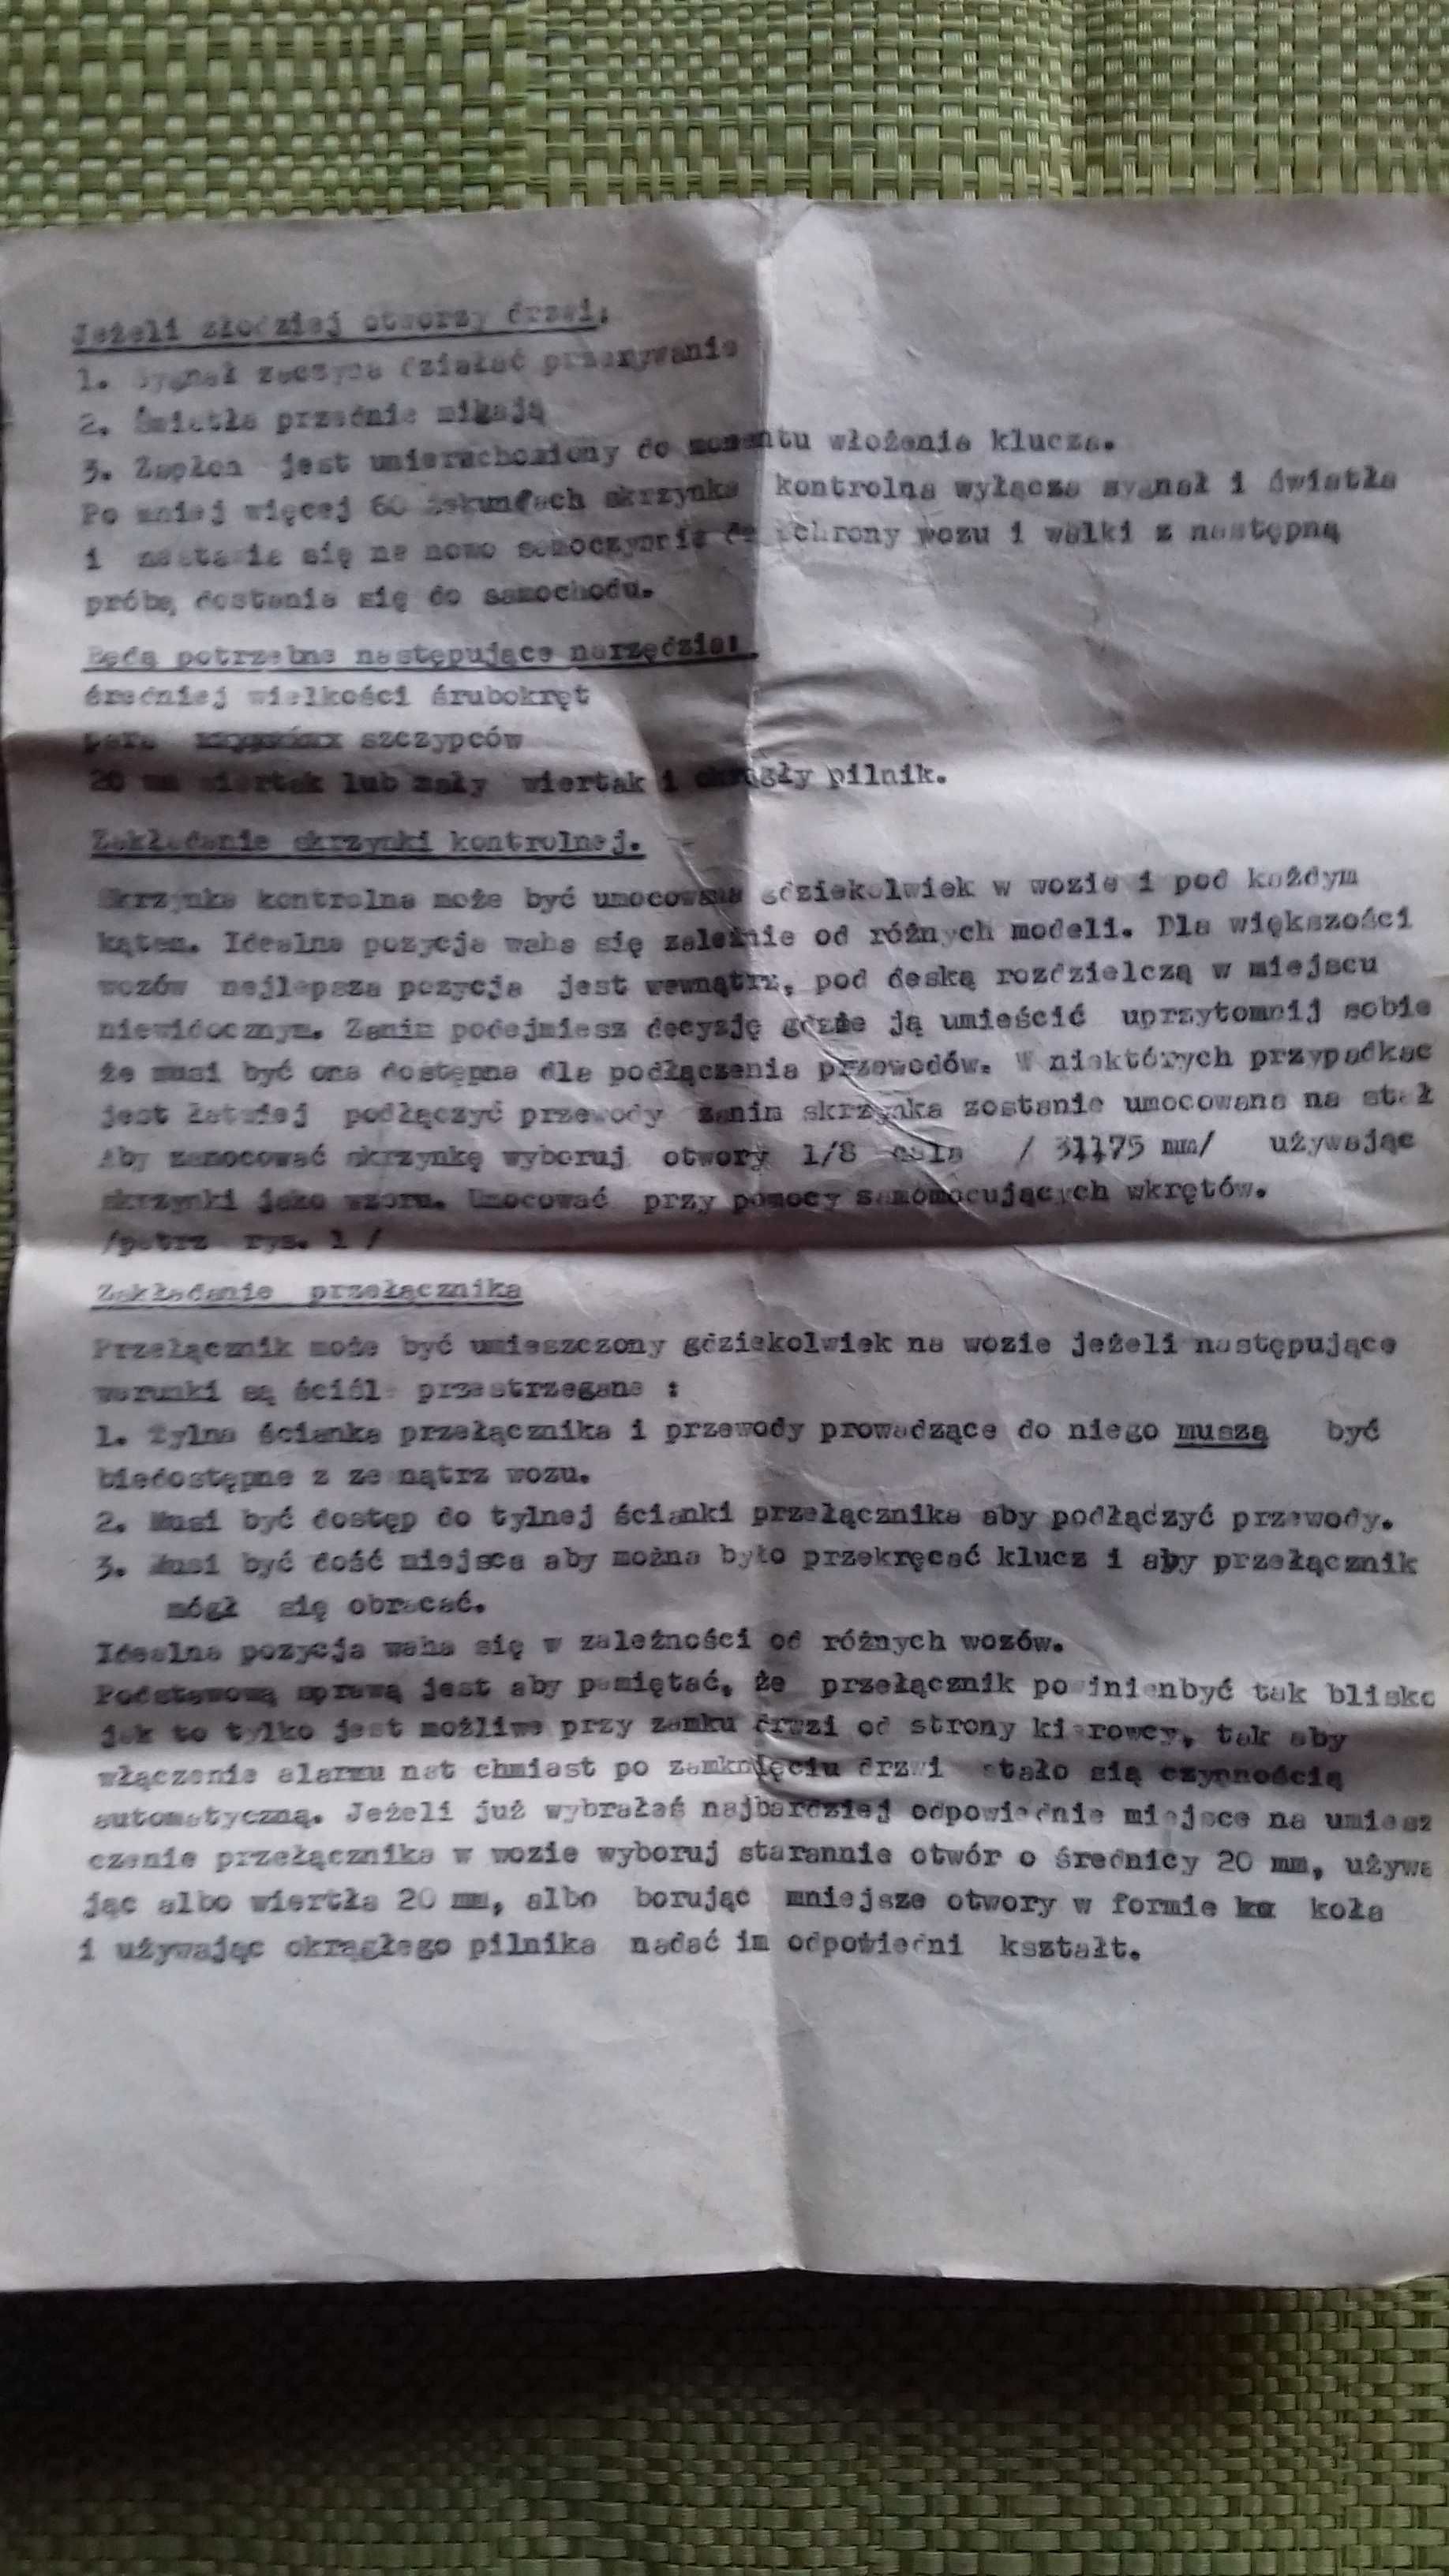 Jeżeli złodziej otworzy drzwi:
1. Sygnał zaczyna działać przerywanie
2. Światła przednie migają
3. Zapłon jest unieruchomiony do momentu włożenia klucza.
Po mniej więcej 60 sekundach skrzynka kontrolna wyłącza sygnał i światła
i nastawia się na nowo samoczynnie do ochrony wozu i walki z następną
próbą dostania się do samochodu.
Będą potrzebne następujące narzędzia:
średniej wielkości śrubokręt
para szczypców
20 mm wiertak lub mały wiertak i okrągły pilnik.
Zakładanie skrzynki kontrolnej.
Skrzynka kontrolna może być umocowana gdziekolwiek w wozie i pod każdym
kątem. Idealna pozycja waha się zależnie od różnych modeli. Dla większości
wozów najlepsza pozycja jest wewnątrz, pod deską rozdzielczą w miejscu
niewidocznym. Zanim podejmiesz decyzję gdzie ją umieścić uprzytomnij sobie
że musi być ona dostępna dla podłączenia przewodów. W niektórych przypadkac
jest łatwiej podłączyć przewody zanim skrzynka zostanie umocowana na stał
Aby zamocować skrzynkę wyboruj otwory 1/8 cala / mm/ używając
skrzynki jako wzoru. Umocować przy pomocy samomocujących wkrętów.
/patrz rys. 1 /
Zakładanie przełącznika
Przełącznik może być umieszczony gdziekolwiek na wozie jeżeli następujące
warunki są ściśle przestrzegane :
1. Tylna ścianka przełącznika i przewody prowadzące do niego muszą być
biedostępne z zewnątrz wozu.
2. Musi być dostęp do tylnej ścianki przełącznika aby podłączyć przewody.
3. Musi być dość miejsca aby można było przekręcać klucz i aby przełącznik
mógł się obracać.
Idealna pozycja waha się w zależności od różnych wozów.
Podstawową sprawą jest aby pamiętać, że przełącznik powinienbyć tak blisko
jak to tylko jest możliwe przy zamku drzwi od strony kierowcy, tak aby
włączenie alarmu nat chmiast po zamknięciu drzwi stało sią czynnością
automatyczną. Jeżeli już wybrałaś najbardziej odpowiednie miejsce na umiesz
czenie przełącznika w wozie wyboruj starannie otwór o średnicy 20 mm, używa
jąc albo wiertła 20 mm, albo borując mniejsze otwory w formie koła
i używając okrągłego pilnika nadać im odpowiedni kształt.